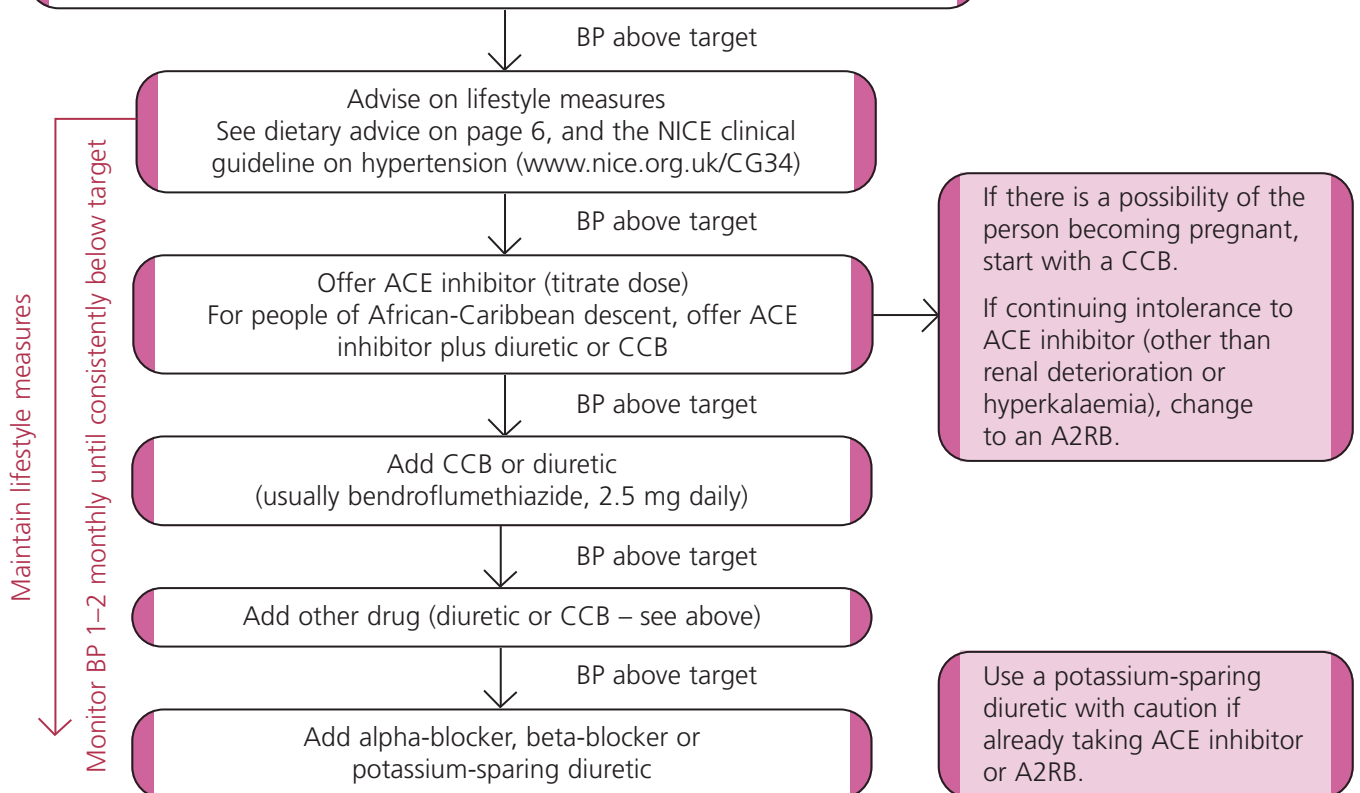 BP above target
Advise on lifestyle measures
See dietary advice on page 6, and the NICE clinical
guideline on hypertension (www.nice.org.uk/CG34)
BP above target
Offer ACE inhibitor (titrate dose)
For people of African-Caribbean descent, offer ACE
inhibitor plus diuretic or CCB
If there is a possibility of the
person becoming pregnant,
start with a CCB.
If continuing intolerance to
ACE inhibitor (other than
renal deterioration or
hyperkalaemia), change
to an A2RB.
BP above target
Add CCB or diuretic
(usually bendroflumethiazide, 2.5 mg daily)
BP above target
Add other drug (diuretic or CCB – see above)
BP above target
Add alpha-blocker, beta-blocker or
potassium-sparing diuretic
Use a potassium-sparing
diuretic with caution if
already taking ACE inhibitor
or A2RB.
Maintain lifestyle measures
Monitor BP 1–2 monthly until consistently below target